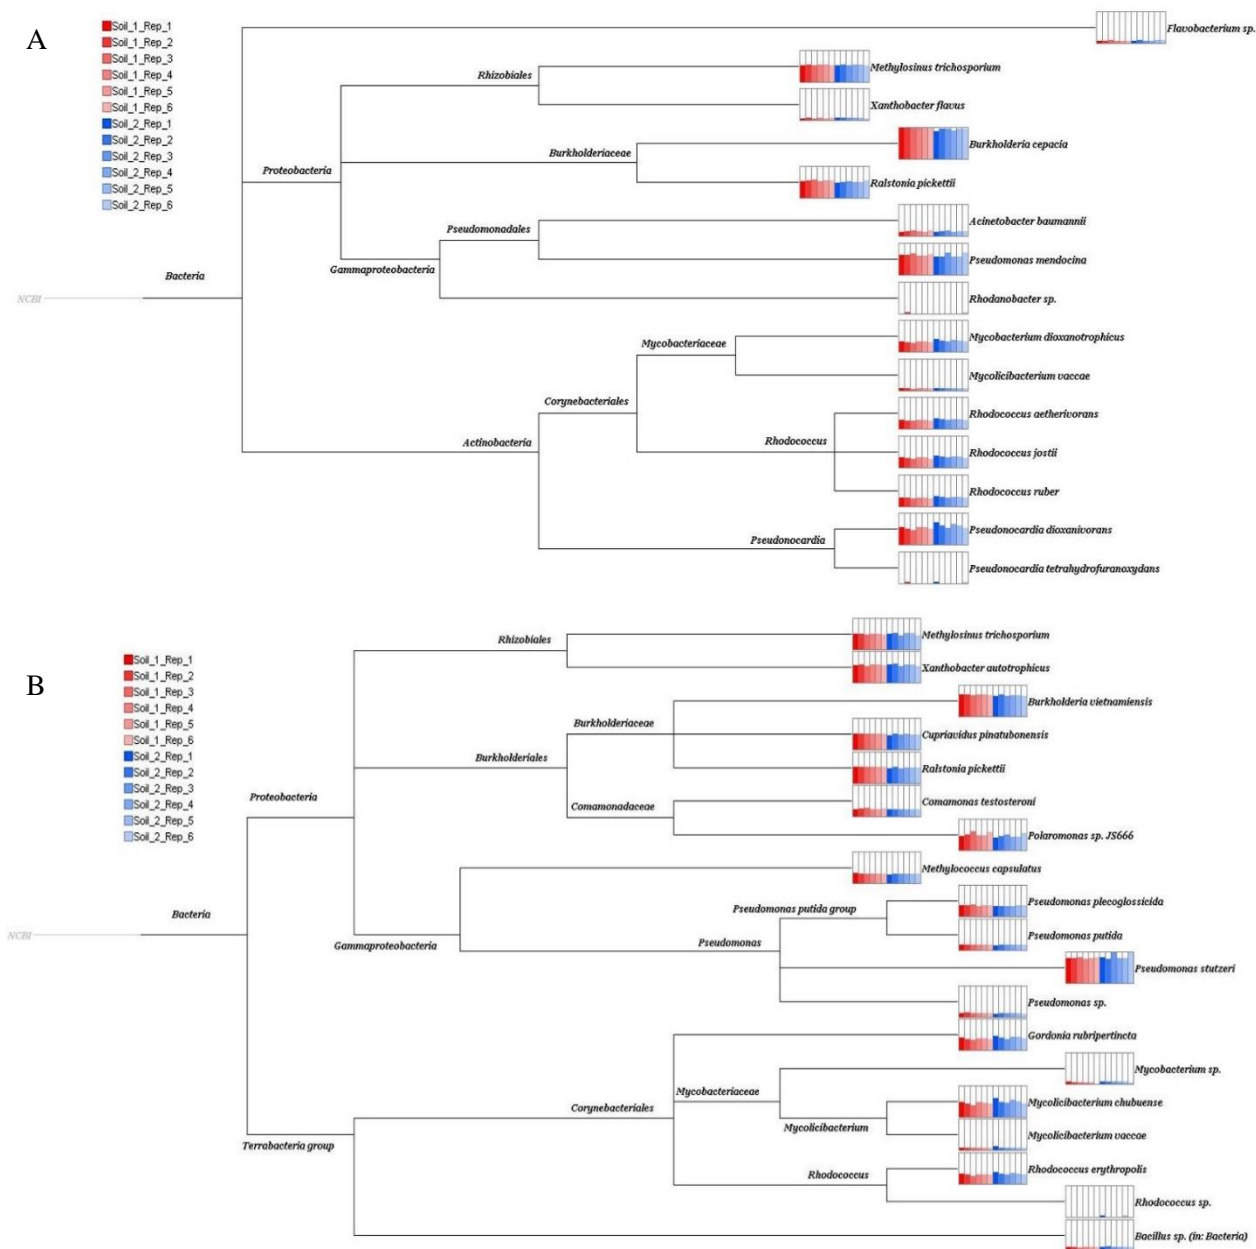 A
Soil_1_Rep_1
Soil_1_Rep_2
Soil_1_Rep_3
Soil_1_Rep_4
Soil_1_Rep_5
Soil_1_Rep_6
Soil_2_Rep_1
Soil_2_Rep_2
Soil_2_Rep_3
Soil_2_Rep_4
Soil_2_Rep_5
Soil_2_Rep_6
NCBI
Bacteria
Proteobacteria
Rhizobiales
Burkholderiaceae
Pseudomonadales
Gammaproteobacteria
Mycobacteriaceae
Corynebacteriales
Actinobacteria
Rhodococcus
Pseudonocardia
Flavobacterium sp.
Methylosinus trichosporium
Xanthobacter flavus
Burkholderia cepacia
Ralstonia pickettii
Acinetobacter baumannii
Pseudomonas mendocina
Rhodanobacter sp.
Mycobacterium dioxanotrophicus
Mycolicibacterium vaccae
Rhodococcus aetherivorans
Rhodococcus jostii
Rhodococcus ruber
Pseudonocardia dioxanivorans
Pseudonocardia tetrahydrofuranoxydans
B
Soil_1_Rep_1
Soil_1_Rep_2
Soil_1_Rep_3
Soil_1_Rep_4
Soil_1_Rep_5
Soil_1_Rep_6
Soil_2_Rep_1
Soil_2_Rep_2
Soil_2_Rep_3
Soil_2_Rep_4
Soil_2_Rep_5
Soil_2_Rep_6
NCBI
Bacteria
Proteobacteria
Rhizobiales
Burkholderiaceae
Burkholderiales
Comamonadaceae
Gammaproteobacteria
Pseudomonas putida group
Pseudomonas
Terrabacteria group
Corynebacteriales
Mycobacteriaceae
Mycolicibacterium
Rhodococcus
Methylosinus trichosporium
Xanthobacter autotrophicus
Burkholderia vietnamiensis
Cupriavidus pinatubonensis
Ralstonia pickettii
Comamonas testosteroni
Polaromonas sp. JS666
Methylococcus capsulatus
Pseudomonas plecoglossicida
Pseudomonas putida
Pseudomonas stutzeri
Pseudomonas sp.
Gordonia rubripertincta
Mycobacterium sp.
Mycolicibacterium chubuense
Mycolicibacterium vaccae
Rhodococcus erythropolis
Rhodococcus sp.
Bacillus sp. (in: Bacteria)